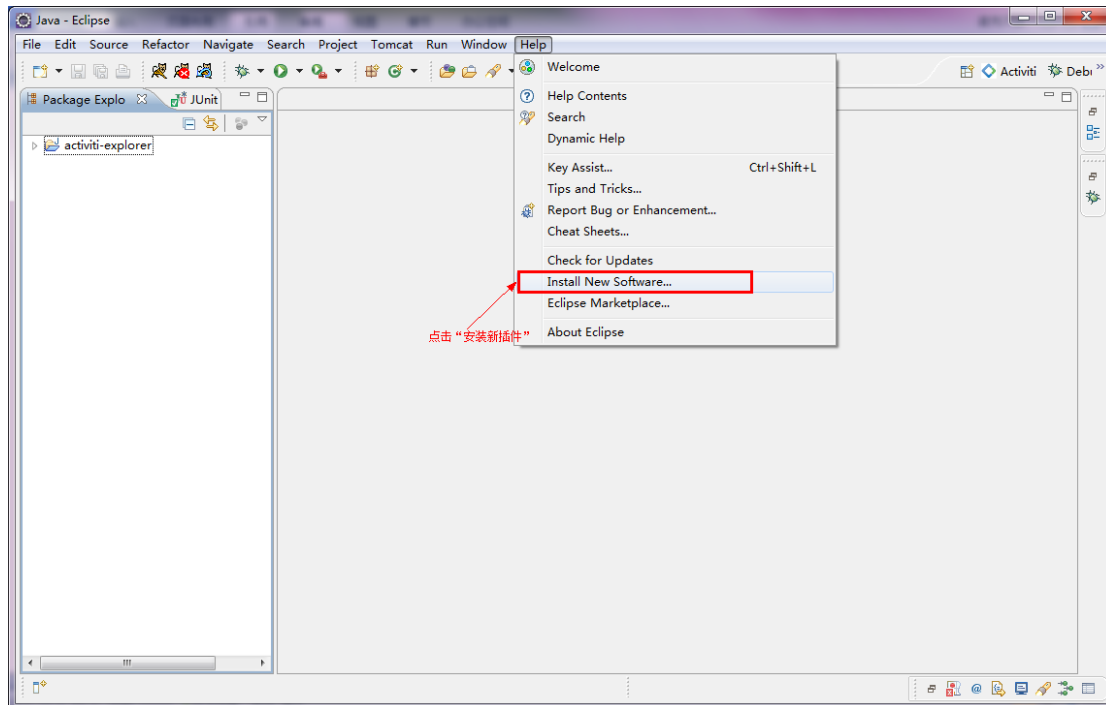 Java - Eclipse
File Edit Source Refactor Navigate Search Project Tomcat Run Window Help
Activiti Debu
Package Explo JUnit
activiti-explorer
Welcome
Help Contents
Search
Dynamic Help
Key Assist... Ctrl+Shift+L
Tips and Tricks...
Report Bug or Enhancement...
Cheat Sheets...
Check for Updates
Install New Software...
Eclipse Marketplace...
About Eclipse
点击“安装新插件”